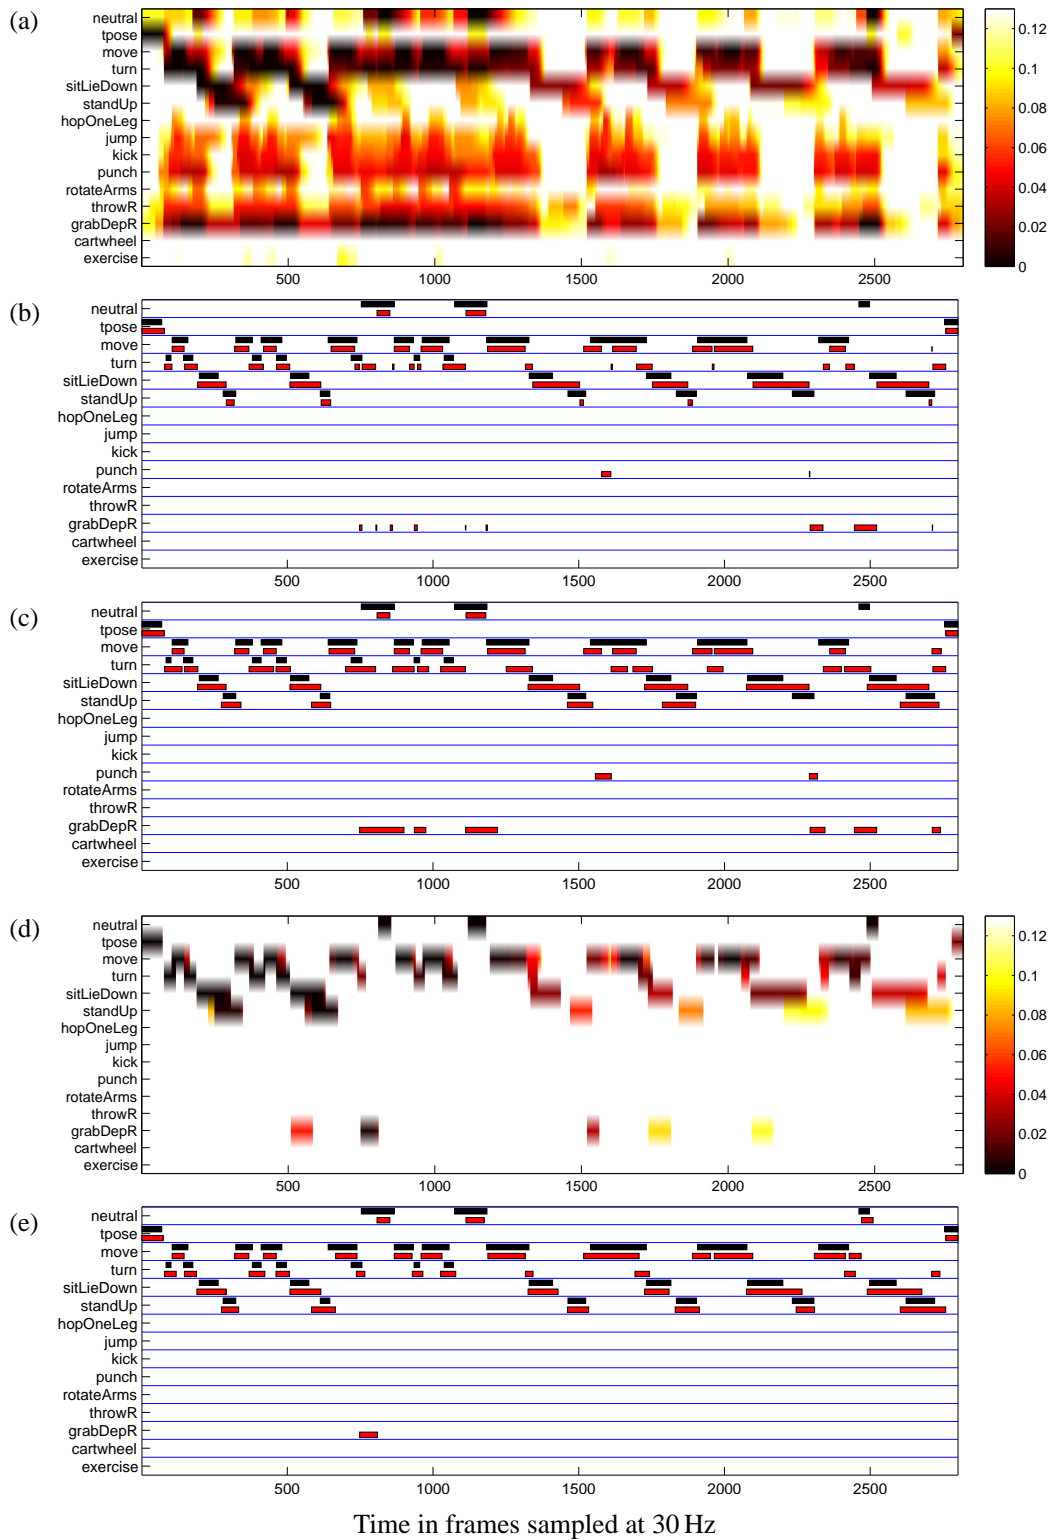 (a)
neutral
tpose
move
turn
sitLieDown
standUp
hopOneLeg
jump
kick
punch
rotateArms
throwR
grabDepR
cartwheel
exercise
500 1000 1500 2000 2500
0.12
0.1
0.08
0.06
0.04
0.02
0
(b)
neutral
tpose
move
turn
sitLieDown
standUp
hopOneLeg
jump
kick
punch
rotateArms
throwR
grabDepR
cartwheel
exercise
500 1000 1500 2000 2500
(c)
neutral
tpose
move
turn
sitLieDown
standUp
hopOneLeg
jump
kick
punch
rotateArms
throwR
grabDepR
cartwheel
exercise
500 1000 1500 2000 2500
(d)
neutral
tpose
move
turn
sitLieDown
standUp
hopOneLeg
jump
kick
punch
rotateArms
throwR
grabDepR
cartwheel
exercise
500 1000 1500 2000 2500
0.12
0.1
0.08
0.06
0.04
0.02
0
(e)
neutral
tpose
move
turn
sitLieDown
standUp
hopOneLeg
jump
kick
punch
rotateArms
throwR
grabDepR
cartwheel
exercise
500 1000 1500 2000 2500
Time in frames sampled at 30 Hz